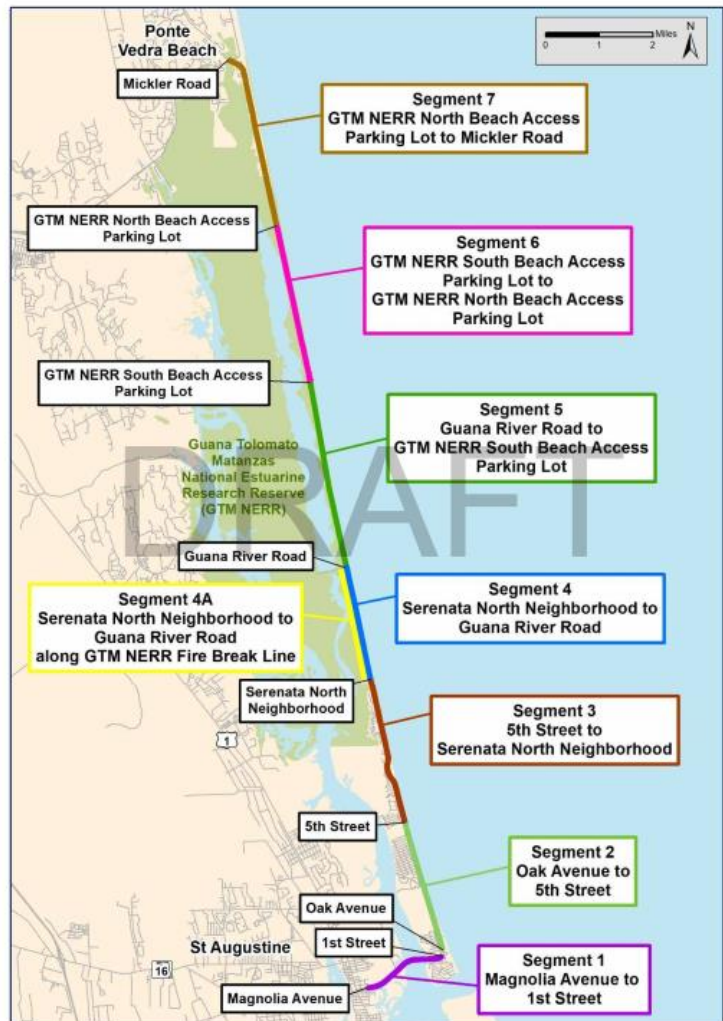 Ponte
Vedra Beach
N
Miles
0 1 2
Mickler Road
Segment 7
GTM NERR North Beach Access
Parking Lot to Mickler Road
GTM NERR North Beach Access
Parking Lot
Segment 6
GTM NERR South Beach Access
Parking Lot to
GTM NERR North Beach Access
Parking Lot
GTM NERR South Beach Access
Parking Lot
Segment 5
Guana River Road to
GTM NERR South Beach Access
Parking Lot
Guana Tolomato
Matanzas
National Estuarine
Research Reserve
(GTM NERR)
DRAFT
Guana River Road
Segment 4A
Serenata North Neighborhood to
Guana River Road
along GTM NERR Fire Break Line
Segment 4
Serenata North Neighborhood to
Guana River Road
Serenata North
Neighborhood
Segment 3
5th Street to
Serenata North Neighborhood
1
5th Street
Segment 2
Oak Avenue to
5th Street
Oak Avenue
1st Street
St Augustine
16
Segment 1
Magnolia Avenue to
1st Street
Magnolia Avenue